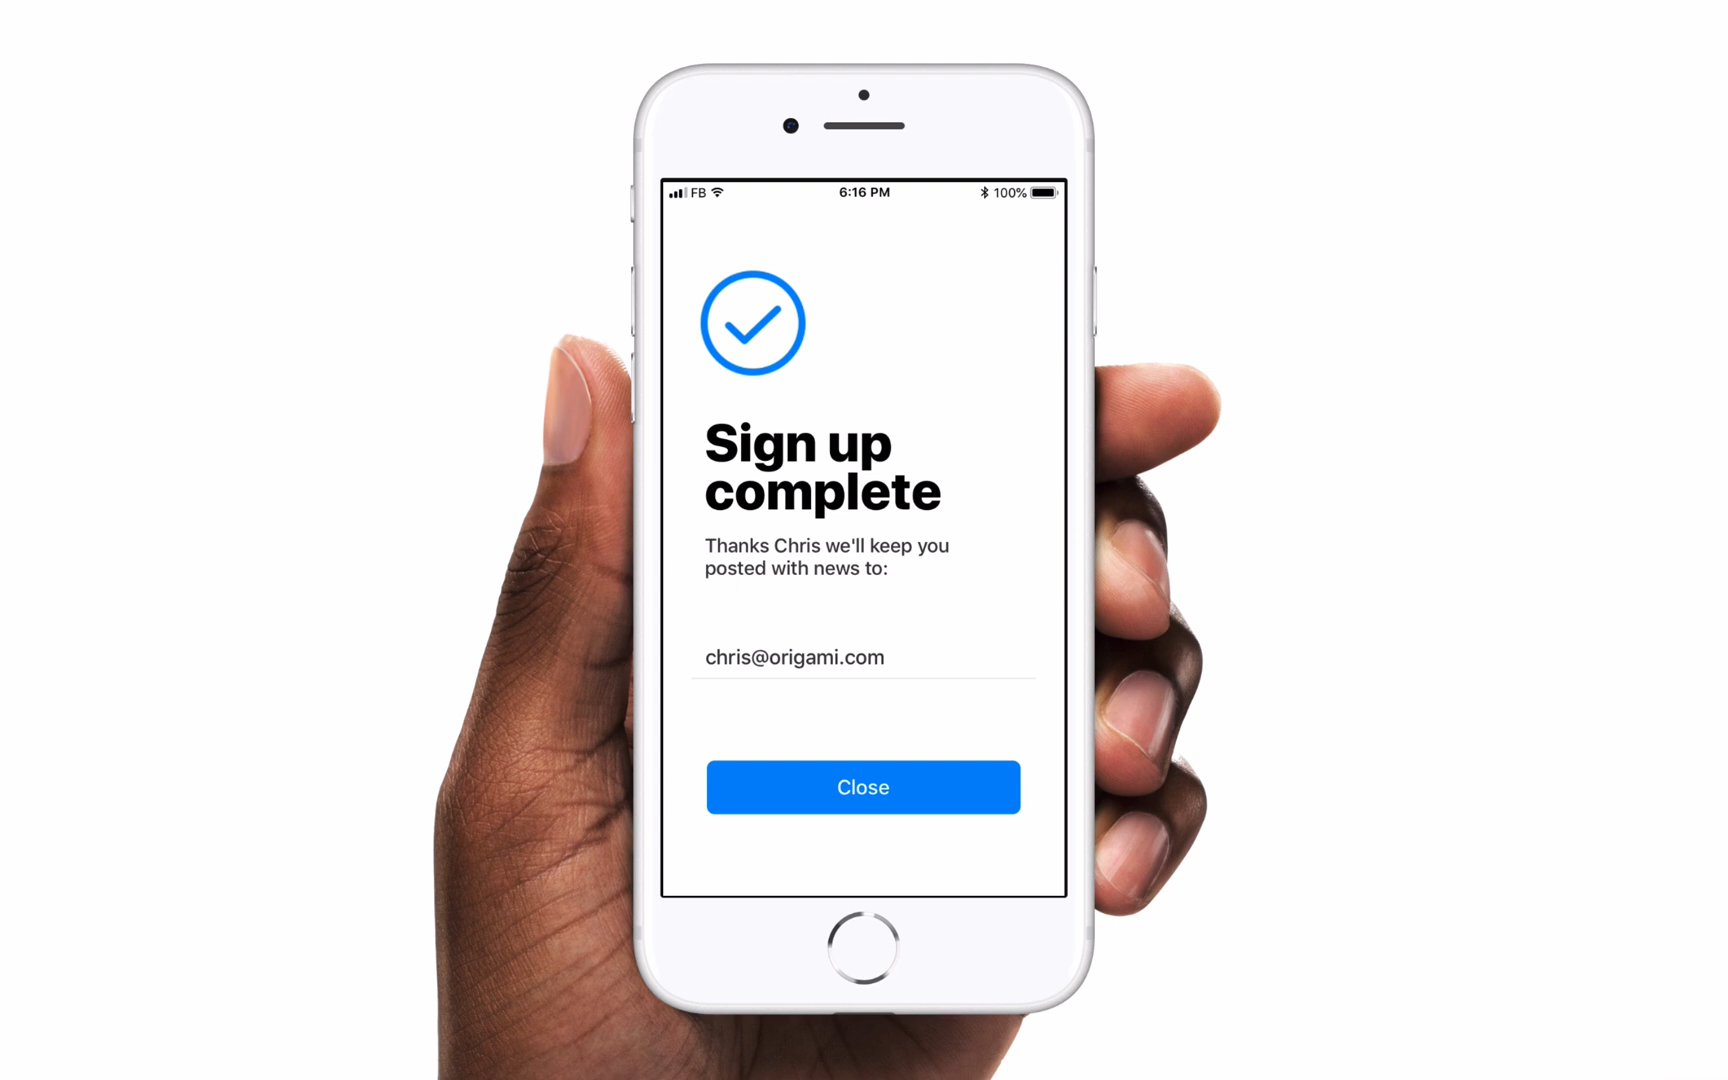 FB 6:16 PM 100%
Sign up
complete
Thanks Chris we'll keep you
posted with news to:
chris@origami.com
Close